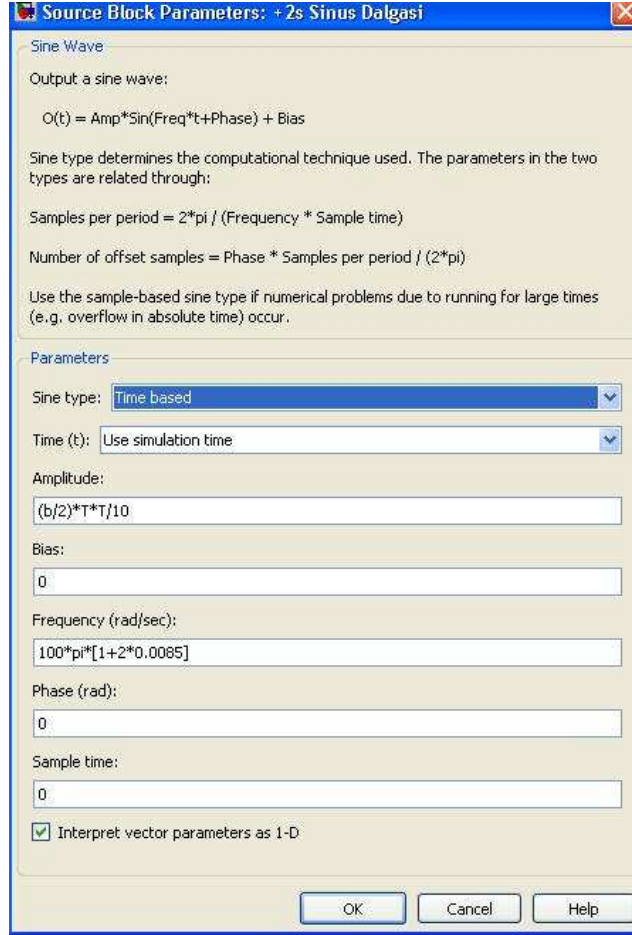 Source Block Parameters: +2s Sinus Dalgasi
Sine Wave
Output a sine wave:
O(t) = Amp*Sin(Freq*t+Phase) + Bias
Sine type determines the computational technique used. The parameters in the two
types are related through:
Samples per period = 2*pi / (Frequency * Sample time)
Number of offset samples = Phase * Samples per period / (2*pi)
Use the sample-based sine type if numerical problems due to running for large times
(e.g. overflow in absolute time) occur.
Parameters
Sine type: Time based
Time (t): Use simulation time
Amplitude:
(b/2)*T*T/10
Bias:
0
Frequency (rad/sec):
100*pi*[1+2*0.0085]
Phase (rad):
0
Sample time:
0
Interpret vector parameters as 1-D
OK Cancel Help